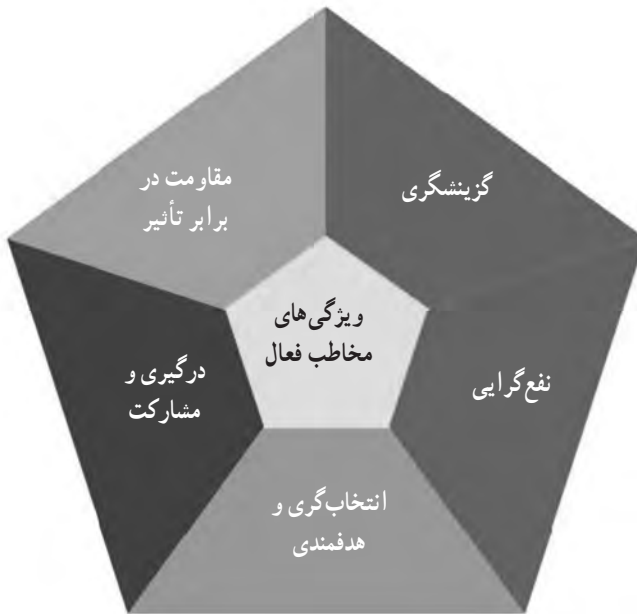 ویژگی‌های
مخاطب فعال
گزینشگری
نفع‌گرایی
انتخاب‌گری و
هدفمندی
درگیری و
مشارکت
مقاومت در
برابر تأثیر